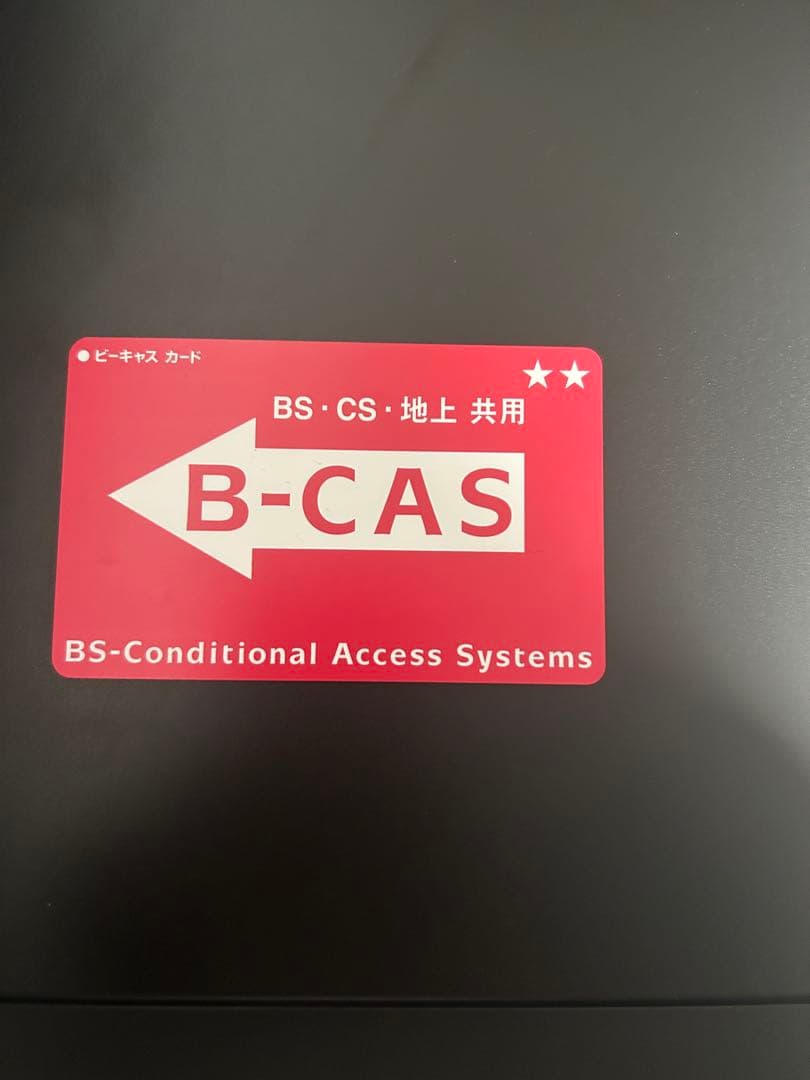 ●ビーキャス カード
★★
BS・CS・地上 共用
B-CAS
BS-Conditional Access Systems